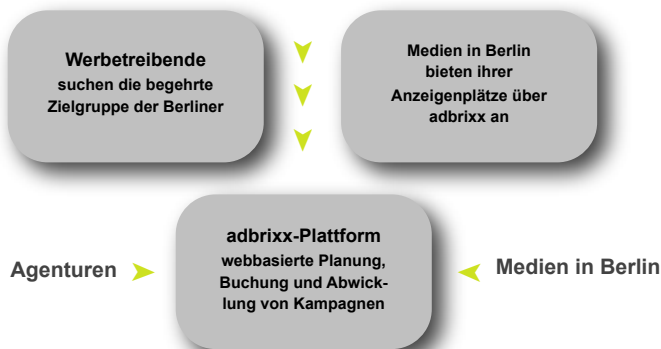 Werbetreibende
suchen die begehrte
Zielgruppe der Berliner
Medien in Berlin
bieten ihrer
Anzeigenplätze über
adbrixx an
adbrixx-Plattform
webbasierte Planung,
Buchung und Abwick-
lung von Kampagnen
Agenturen
Medien in Berlin